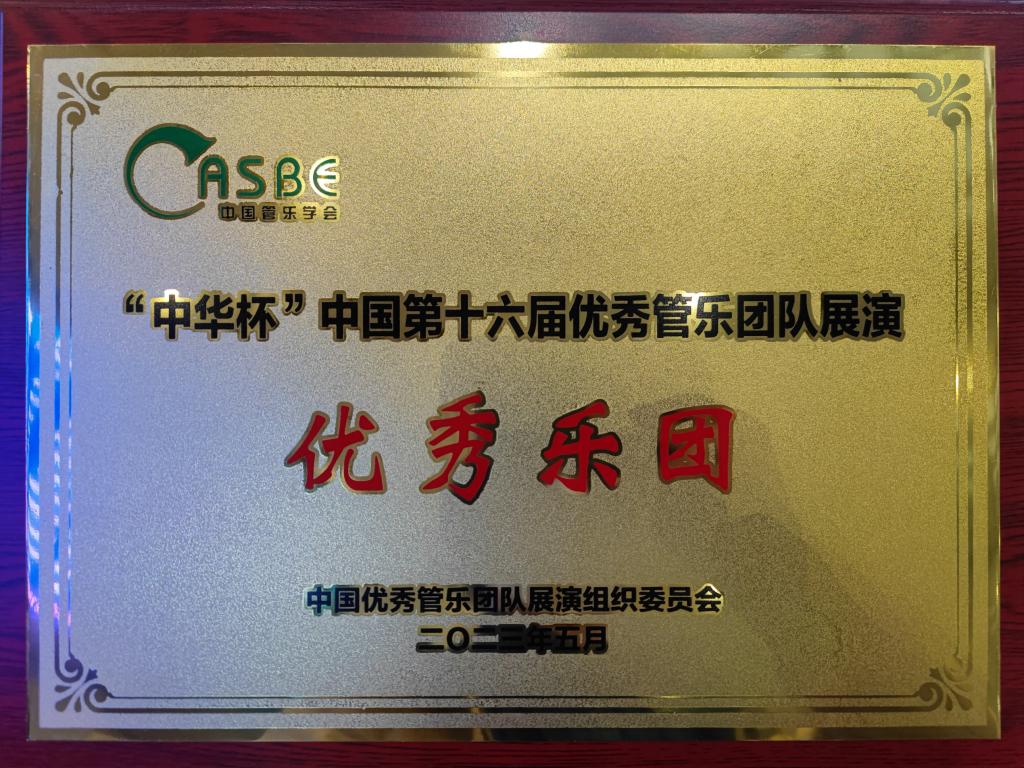 CASBE
中国管乐学会
“中华杯”中国第十六届优秀管乐团队展演
优秀乐团
中国优秀管乐团队展演组织委员会
二〇二三年五月